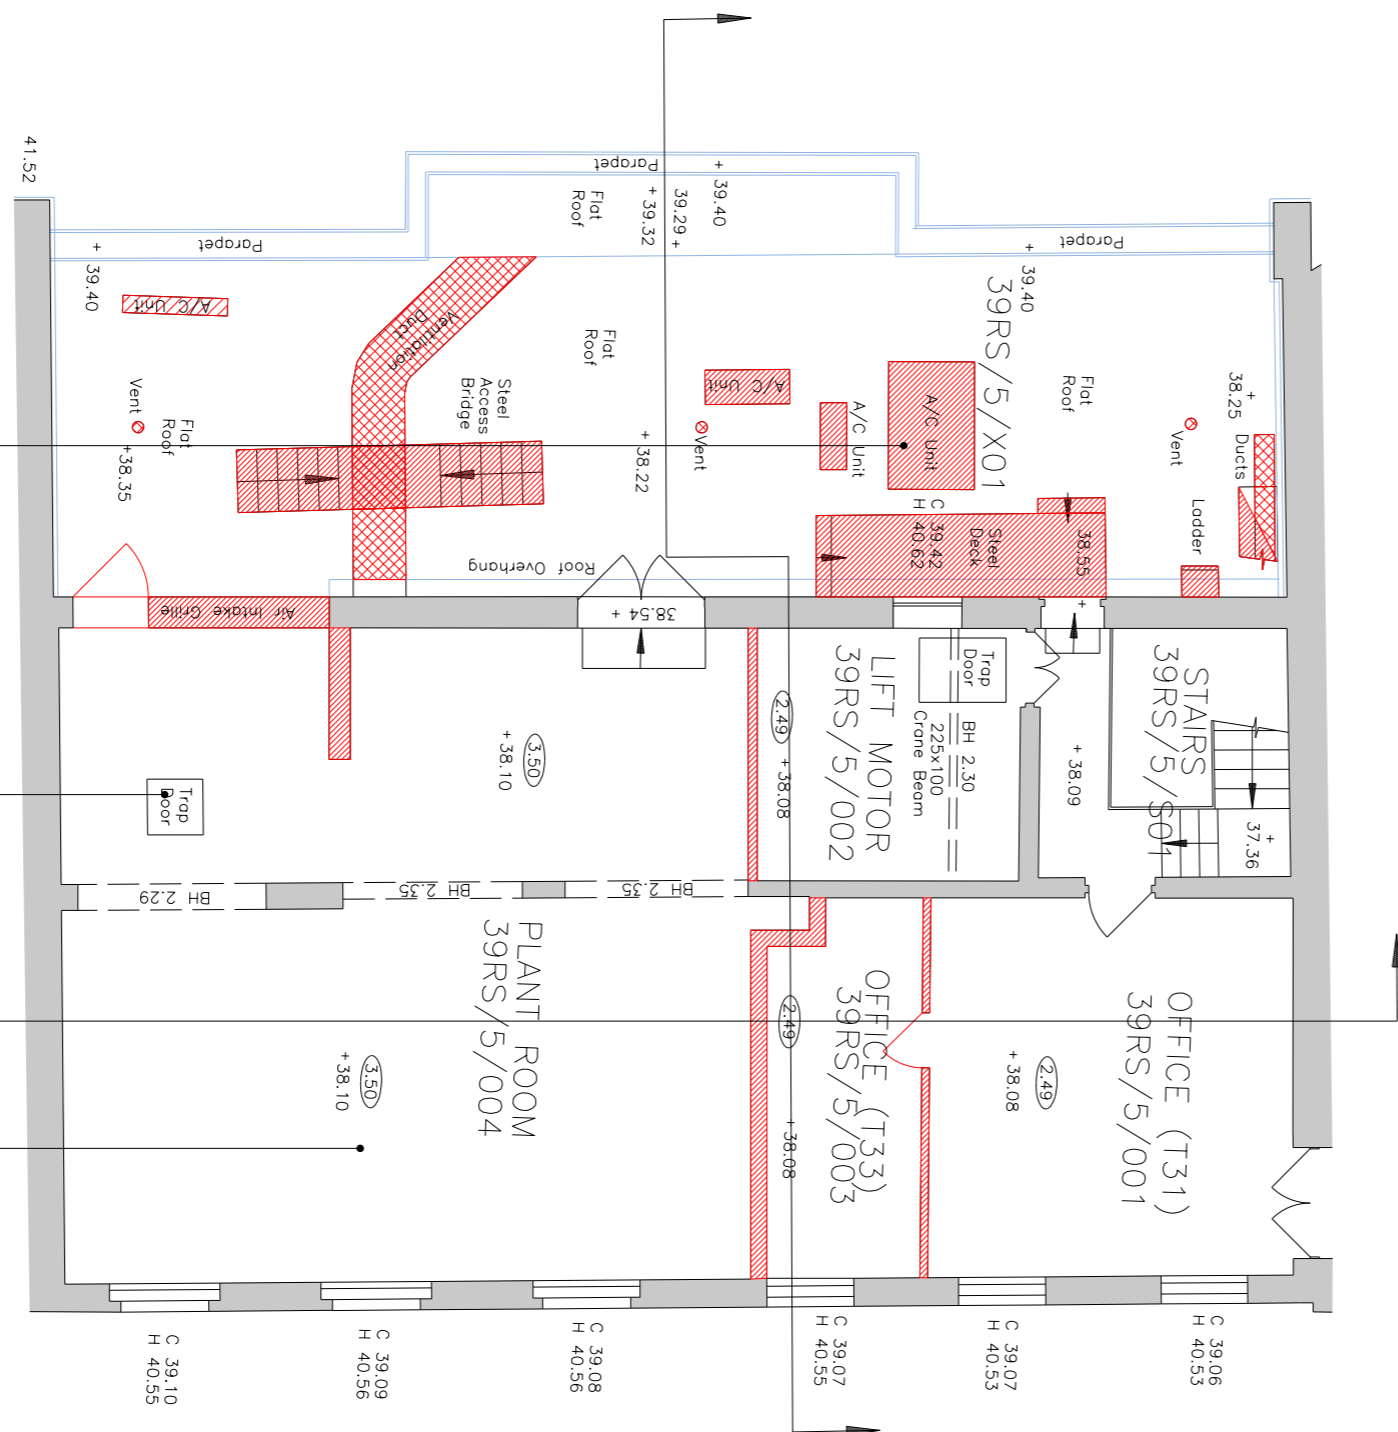 41.52
Parapet
Parapet
Parapet
+ 39.40
+ 39.32
39.29 +
+ 39.40
+ 39.40
Flat
Roof
39RS/5/X01
A/C Unit
Ventilation
Duct
Flat
Roof
Steel
Access
Bridge
A/C Unit
A/C Unit
A/C Unit
Flat
Roof
+ 38.25
Ducts
Vent
Flat
Roof
+38.35
+38.22
Vent
Vent
Ladder
C 39.42
H 40.62
Steel
Deck
38.55
+
Roof Overhang
Air Intake Grille
38.54 +
LIFT MOTOR
39RS/5/002
Trap
Door
BH 2.30
225x100
Crane Beam
STAIRS
39RS/5/S01
+ 38.09
+
37.36
2.49
+ 38.08
3.50
+38.10
Trap
Door
BH 2.29
BH 2.35
BH 2.35
PLANT ROOM
39RS/5/004
3.50
+38.10
OFFICE (T33)
39RS/5/003
2.49
+38.08
OFFICE (T31)
39RS/5/001
2.49
+38.08
C 39.10
H 40.55
C 39.09
H 40.56
C 39.08
H 40.56
C 39.07
H 40.55
C 39.07
H 40.53
C 39.06
H 40.53